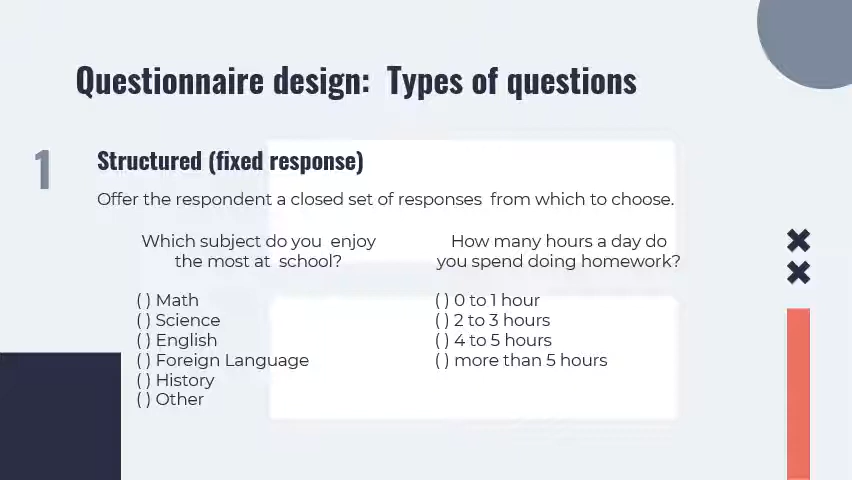 Questionnaire design:  Types of questions
1
Structured (fixed response)
Offer the respondent a closed set of responses  from which to choose.
Which subject do you  enjoy
the most at  school?
( ) Math
( ) Science
( ) English
( ) Foreign Language
( ) History
( ) Other
How many hours a day do
you spend doing homework?
( ) 0 to 1 hour
( ) 2 to 3 hours
( ) 4 to 5 hours
( ) more than 5 hours